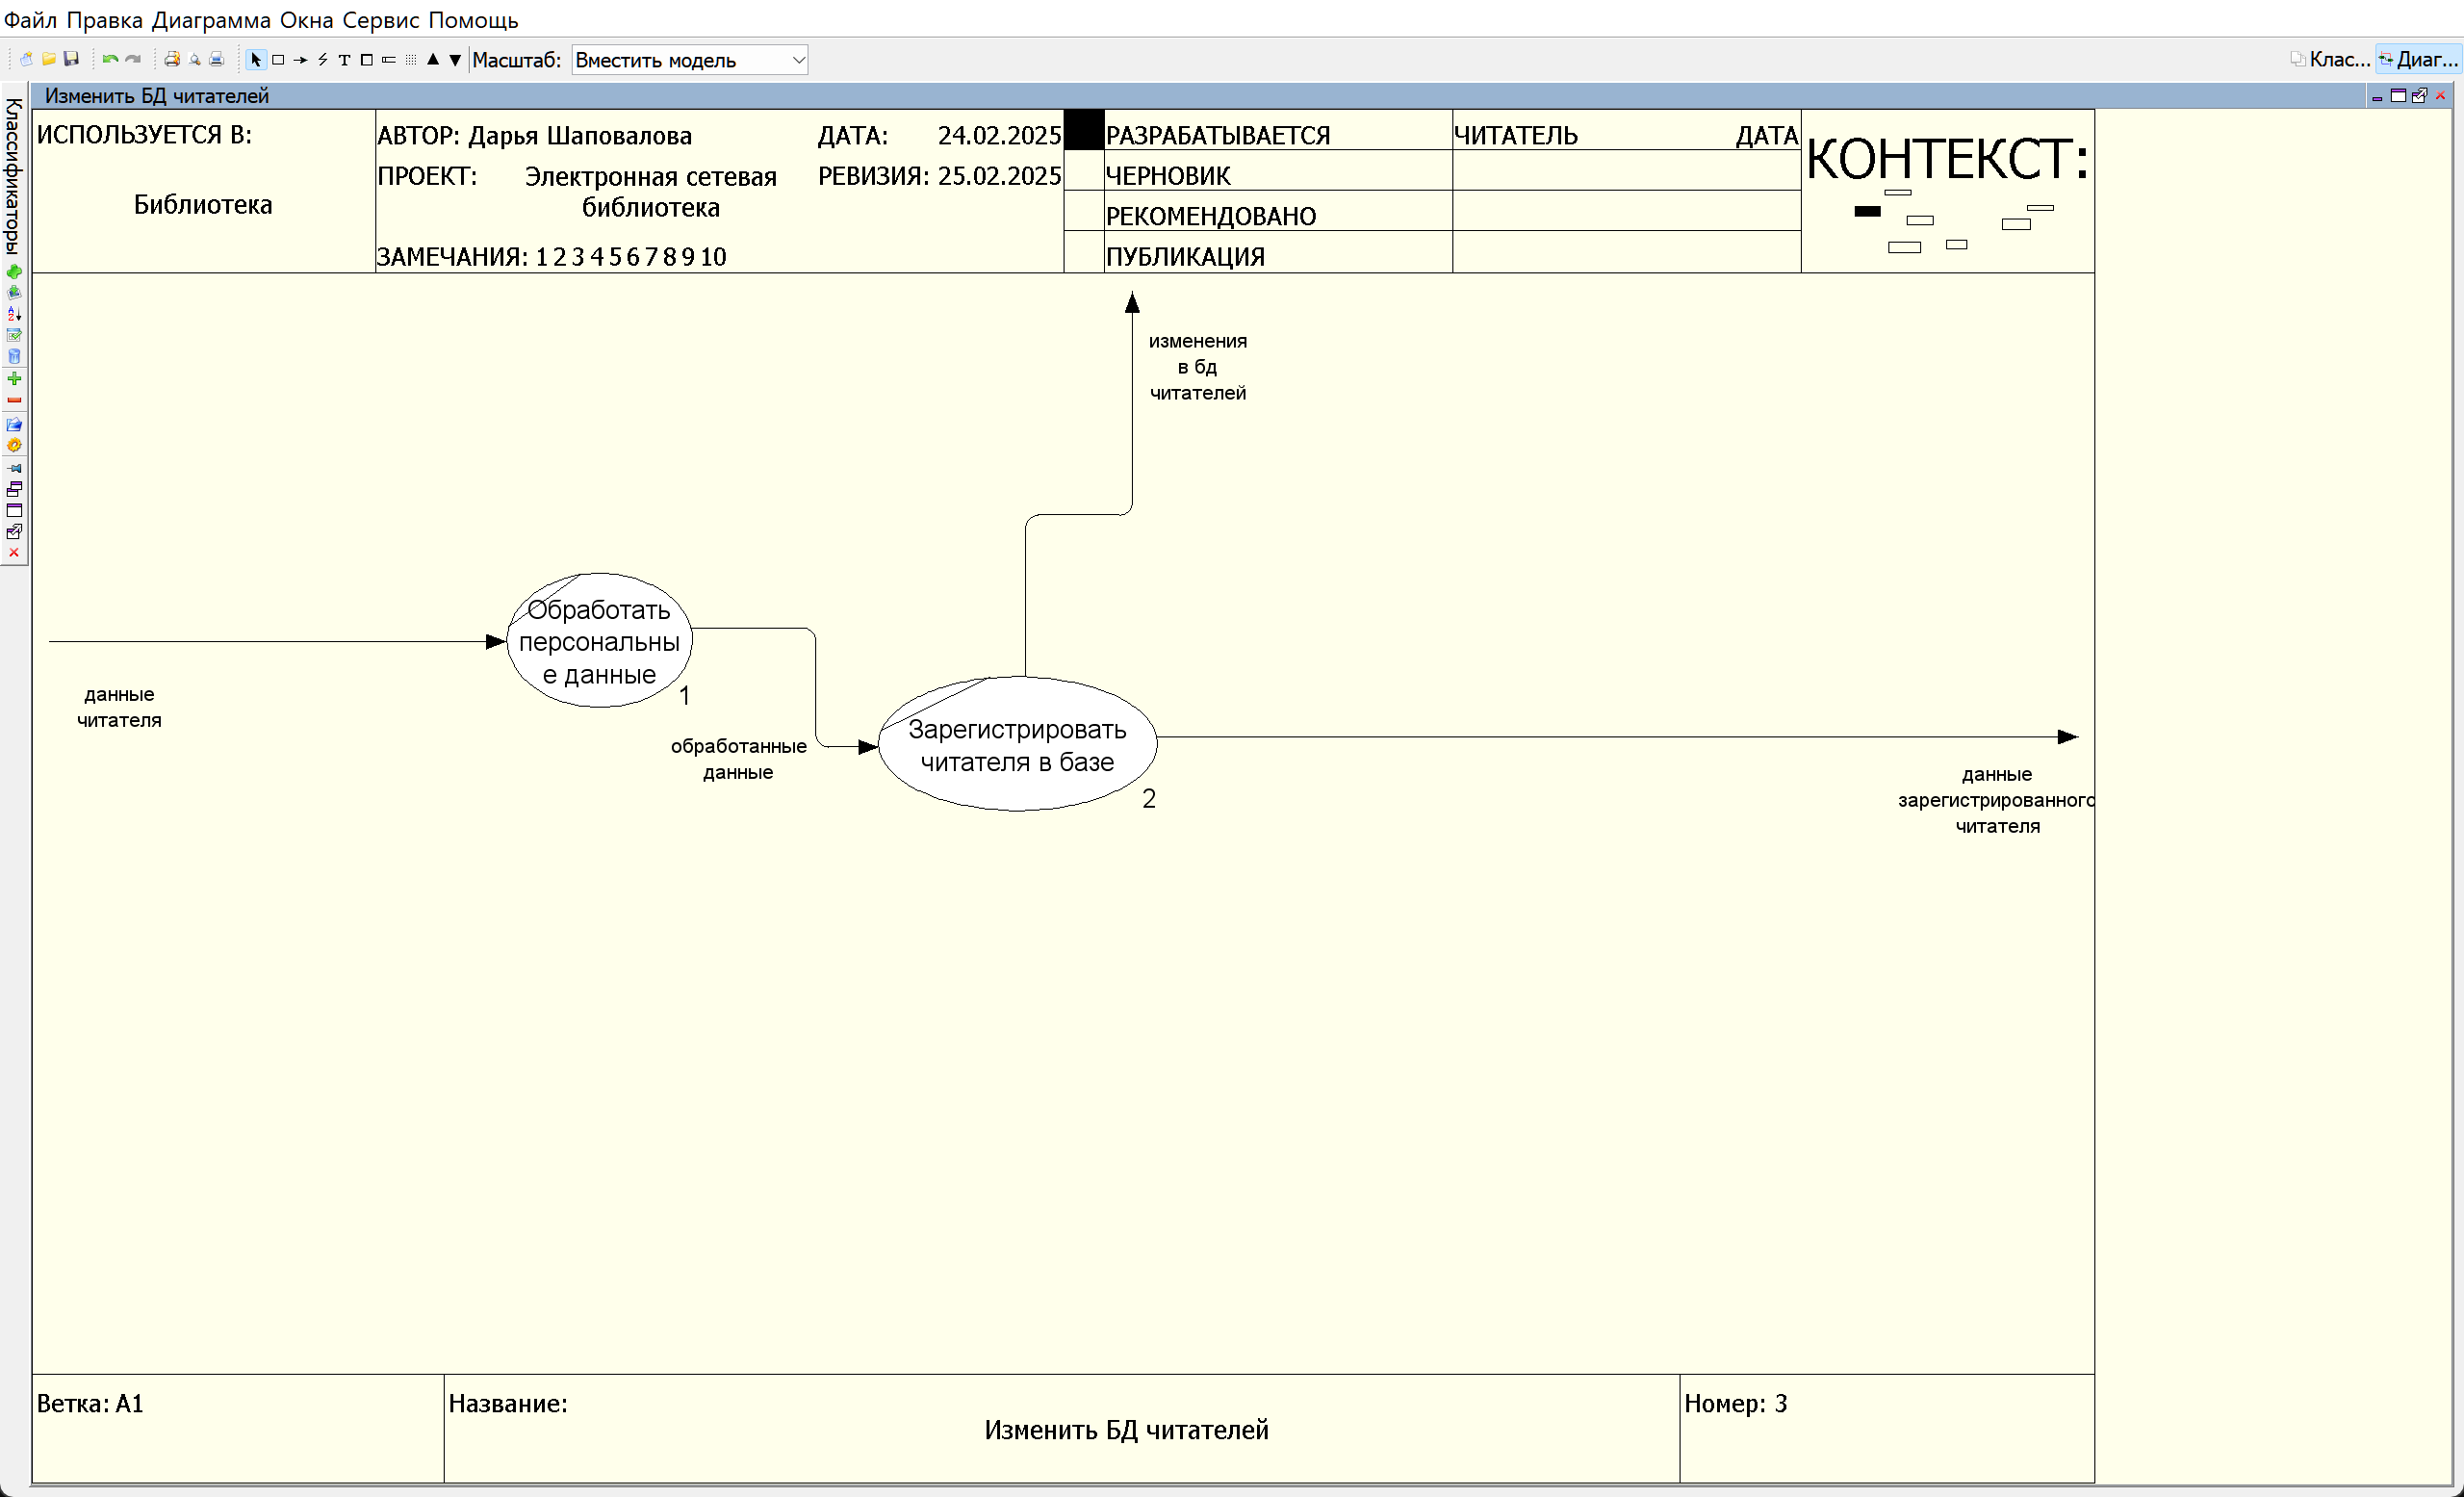 Файл Правка Диаграмма Окна Сервис Помощь
Масштаб: Вместить модель
Клас... Диаг...
Классификаторы
Изменить БД читателей
ИСПОЛЬЗУЕТСЯ В:
Библиотека
АВТОР: Дарья Шаповалова
ДАТА: 24.02.2025
ПРОЕКТ: Электронная сетевая
библиотека
РЕВИЗИЯ: 25.02.2025
ЗАМЕЧАНИЯ: 1 2 3 4 5 6 7 8 9 10
РАЗРАБАТЫВАЕТСЯ
ЧЕРНОВИК
РЕКОМЕНДОВАНО
ПУБЛИКАЦИЯ
ЧИТАТЕЛЬ ДАТА
КОНТЕКСТ:
изменения
в бд
читателей
данные
читателя
Обработать
персональны
е данные
1
обработанные
данные
Зарегистрировать
читателя в базе
2
данные
зарегистрированного
читателя
Ветка: A1
Название:
Изменить БД читателей
Номер: 3